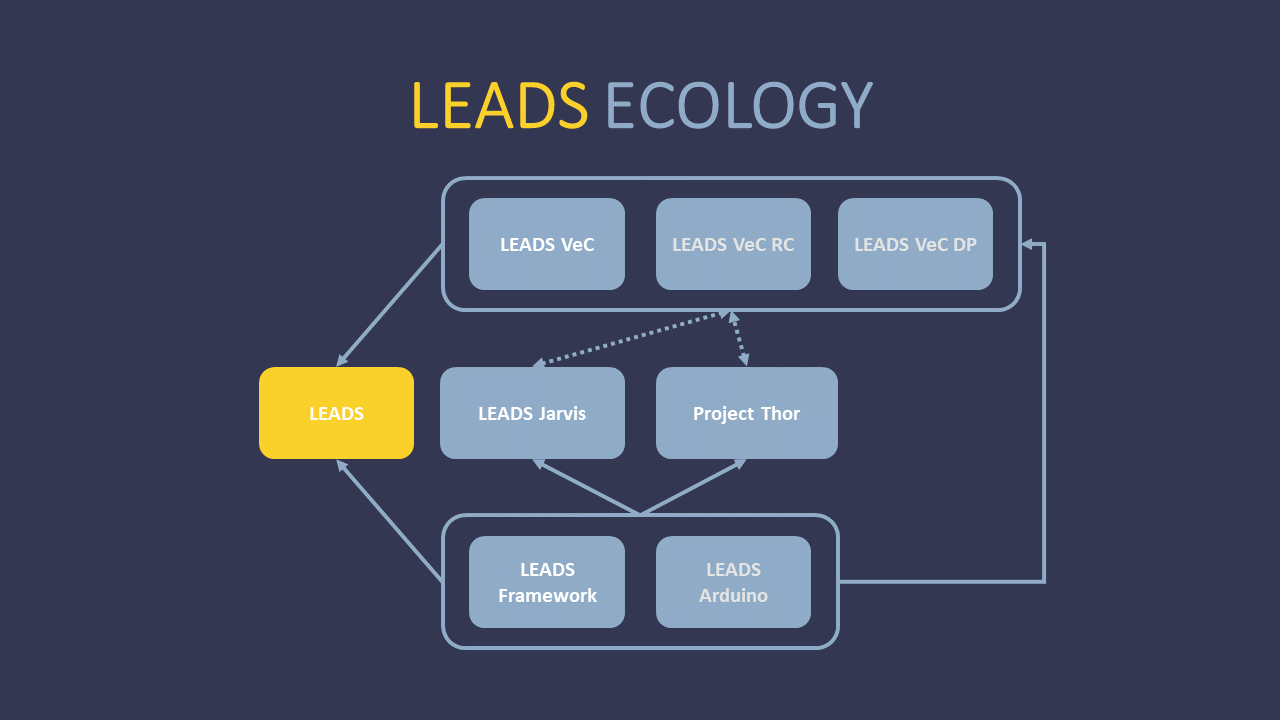 LEADS ECOLOGY
LEADS VeC
LEADS VeC RC
LEADS VeC DP
LEADS
LEADS Jarvis
Project Thor
LEADS
Framework
LEADS
Arduino